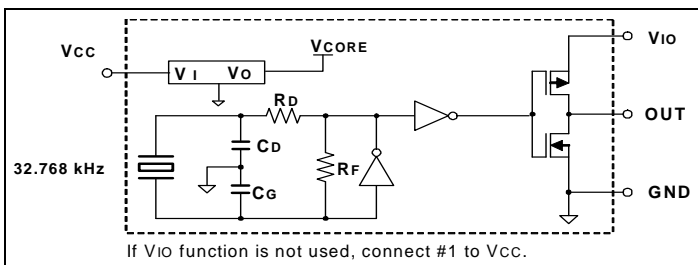 VCC
VI VO
VCORE
VIO
RD
OUT
CD
32.768 kHz
RF
CG
GND
If VIO function is not used, connect #1 to VCC.